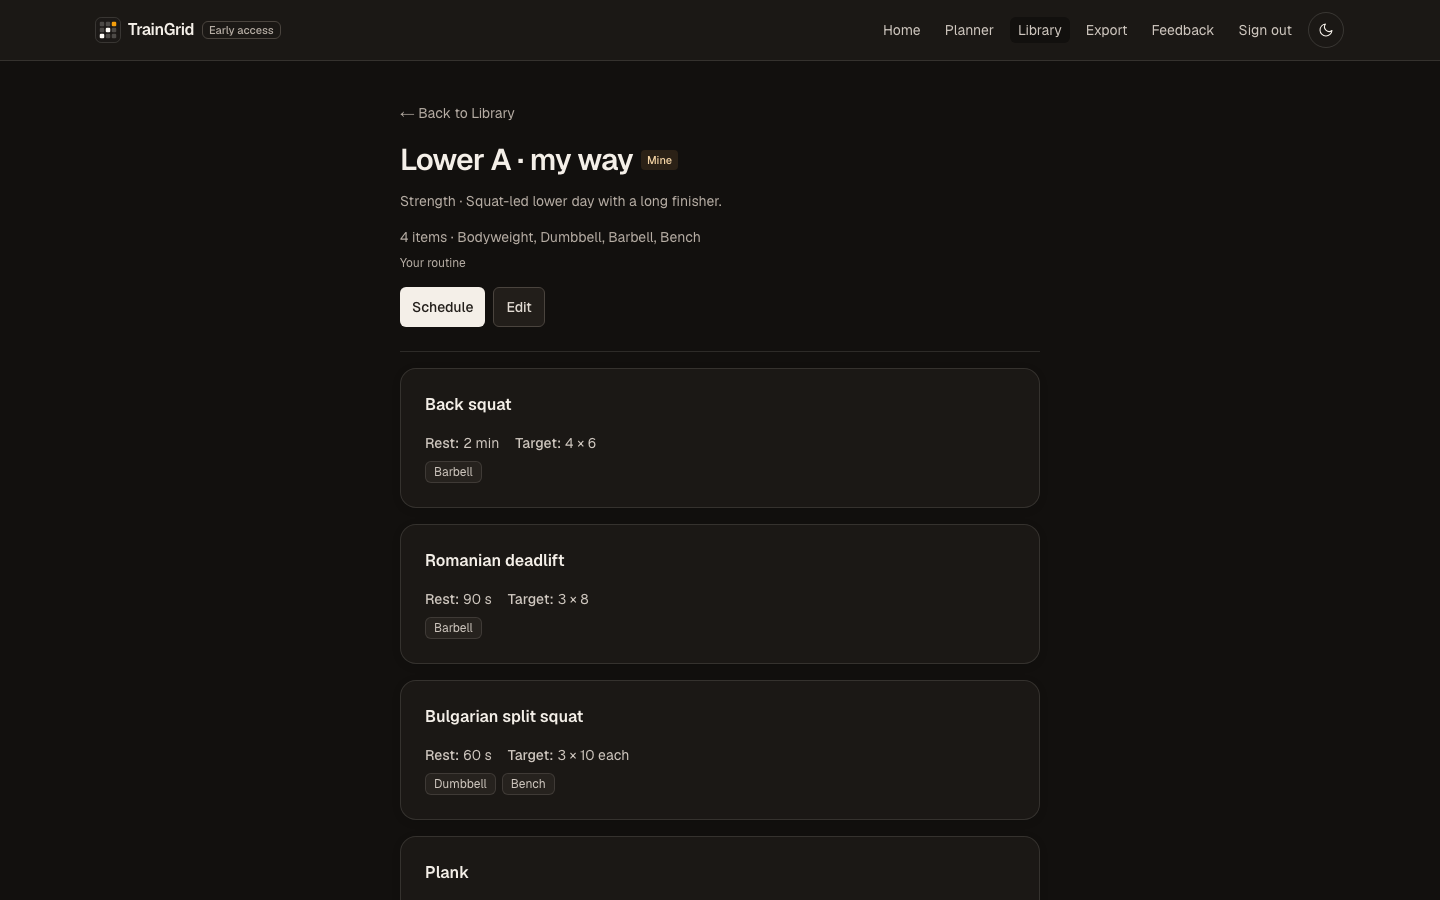 TrainGrid Early access
Home Planner Library Export Feedback Sign out
← Back to Library
Lower A · my way Mine
Strength · Squat-led lower day with a long finisher.
4 items · Bodyweight, Dumbbell, Barbell, Bench
Your routine
Schedule Edit
Back squat
Rest: 2 min Target: 4 × 6
Barbell
Romanian deadlift
Rest: 90 s Target: 3 × 8
Barbell
Bulgarian split squat
Rest: 60 s Target: 3 × 10 each
Dumbbell Bench
Plank